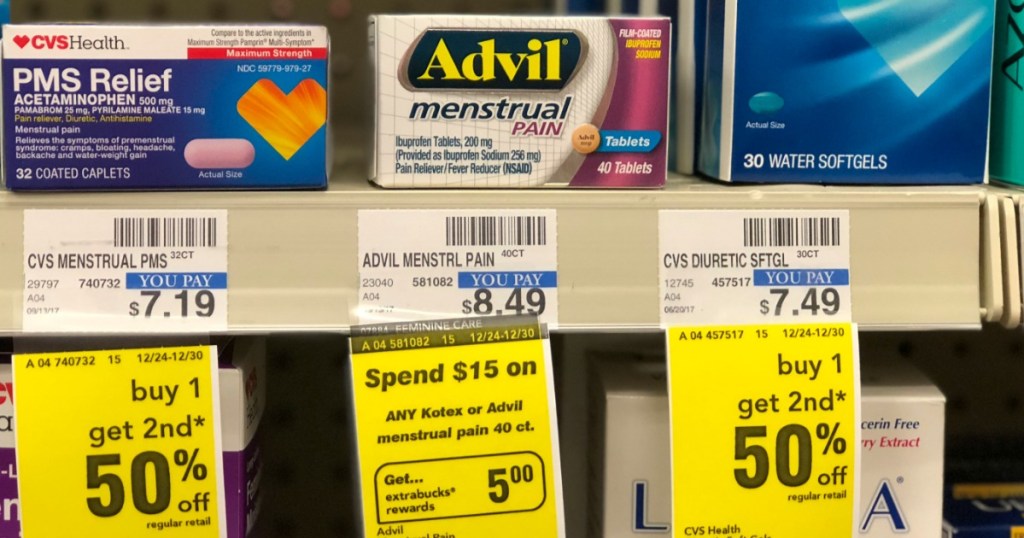 CVSHealth.
Compare to the active ingredients in
Maximum Strength Pamprin® Multi-Symptom*
Maximum Strength
NDC 59779-979-27
PMS Relief
ACETAMINOPHEN 500 mg
PAMABROM 25 mg, PYRILAMINE MALEATE 15 mg
Pain reliever, Diuretic, Antihistamine
Menstrual pain
Relieves the symptoms of premenstrual
syndrome: cramps, bloating, headache,
backache and water-weight gain
32 COATED CAPLETS
Actual Size
Advil®
menstrual
PAIN
FILM-COATED
IBUPROFEN
SODIUM
Ibuprofen Tablets, 200 mg
(Provided as Ibuprofen Sodium 256 mg)
Pain Reliever/Fever Reducer (NSAID)
Advil
Tablets
40 Tablets
Actual Size
30 WATER SOFTGELS
CVS MENSTRUAL PMS 32CT
29797 740732 YOU PAY
A04
$7.19
ADVIL MENSTRL PAIN 40CT
23040 581082 YOU PAY
A04
$8.49
CVS DIURETIC SFTGL 30CT
12745 457517 YOU PAY
A04
06/20/17
$7.49
A 04 740732 15 12/24-12/30
buy 1
get 2nd*
50% off
regular retail
FEMININE CARE
A 04 581082 15 12/24-12/30
Spend $15 on
ANY Kotex or Advil
menstrual pain 40 ct.
Get...
extrabucks®
rewards
5.00
Advil
Pain
A 04 457517 15 12/24-12/30
buy 1
get 2nd*
50% off
regular retail
CVS Health
L
A
cerin Free
ry Extract